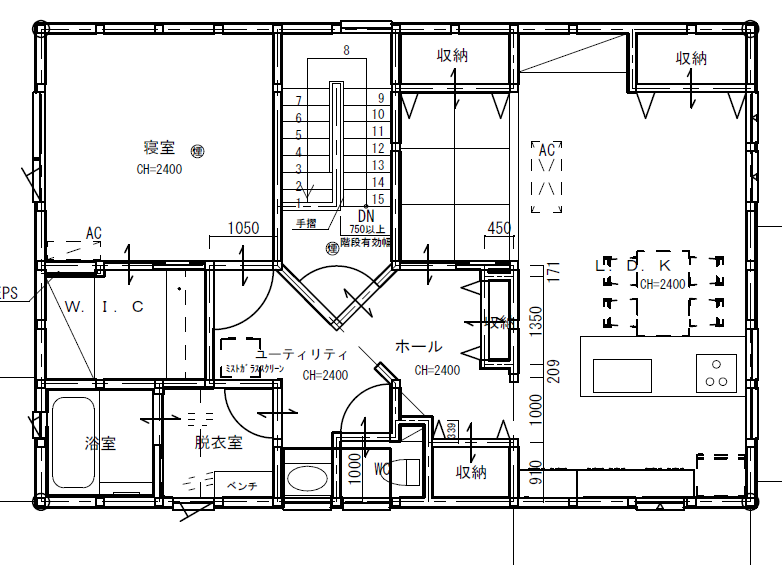 8
収納
収納
7
6
5
4
3
2
1
9
10
11
12
13
14
15
寝室
煙
CH=2400
AC
手摺
DN
750以上
階段有効幅
煙
1050
450
AC
EPS
W. I. C
171
L. D. K
CH=2400
収納
1350
ユーティリティ
ﾐｽﾄｶﾞﾗｽｽｸﾘｰﾝ
CH=2400
ホール
CH=2400
209
1000
339
浴室
脱衣室
ベンチ
1000
WC
収納
910